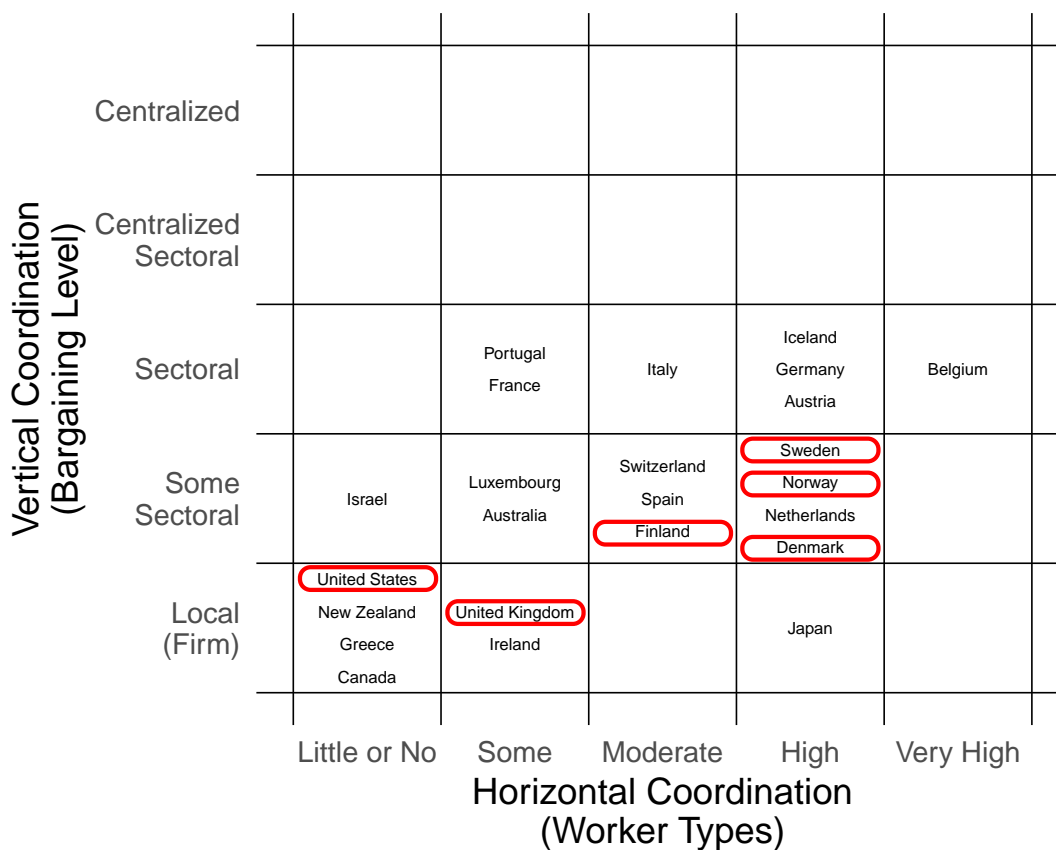 Vertical Coordination
(Bargaining Level)
Centralized
Centralized
Sectoral
Sectoral
Portugal
France
Italy
Iceland
Germany
Austria
Belgium
Some
Sectoral
Israel
Luxembourg
Australia
Switzerland
Spain
Finland
Sweden
Norway
Netherlands
Denmark
Local
(Firm)
United States
New Zealand
Greece
Canada
United Kingdom
Ireland
Japan
Little or No
Some
Moderate
High
Very High
Horizontal Coordination
(Worker Types)